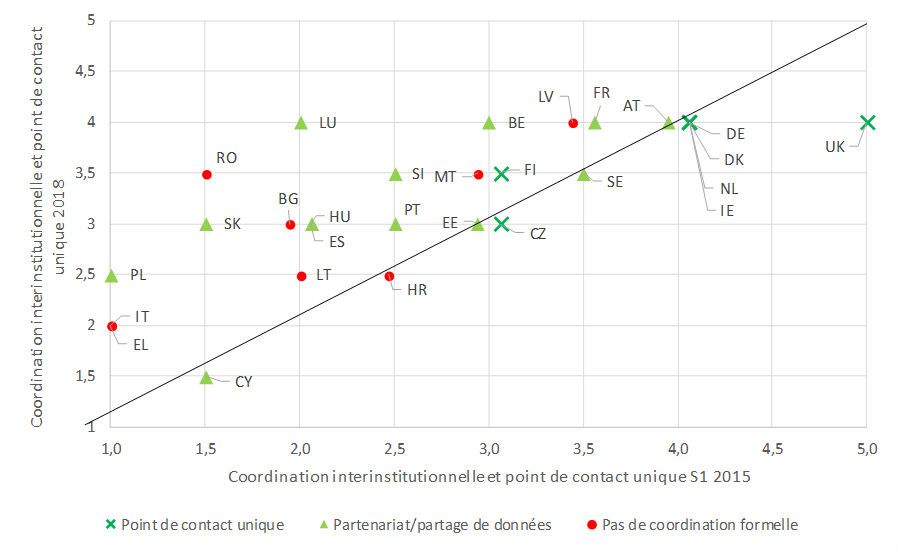 Coordination interinstitutionnelle et point de contact
unique 2018
5
4,5
4
3,5
3
2,5
2
1,5
1
LV
FR
AT
LU
BE
DE
UK
DK
RO
SI
MT
FI
SE
NL
BG
HU
PT
EE
IE
SK
ES
CZ
PL
LT
HR
IT
EL
CY
1,0 1,5 2,0 2,5 3,0 3,5 4,0 4,5 5,0
Coordination interinstitutionnelle et point de contact unique S1 2015
Point de contact unique Partenariat/partage de données Pas de coordination formelle